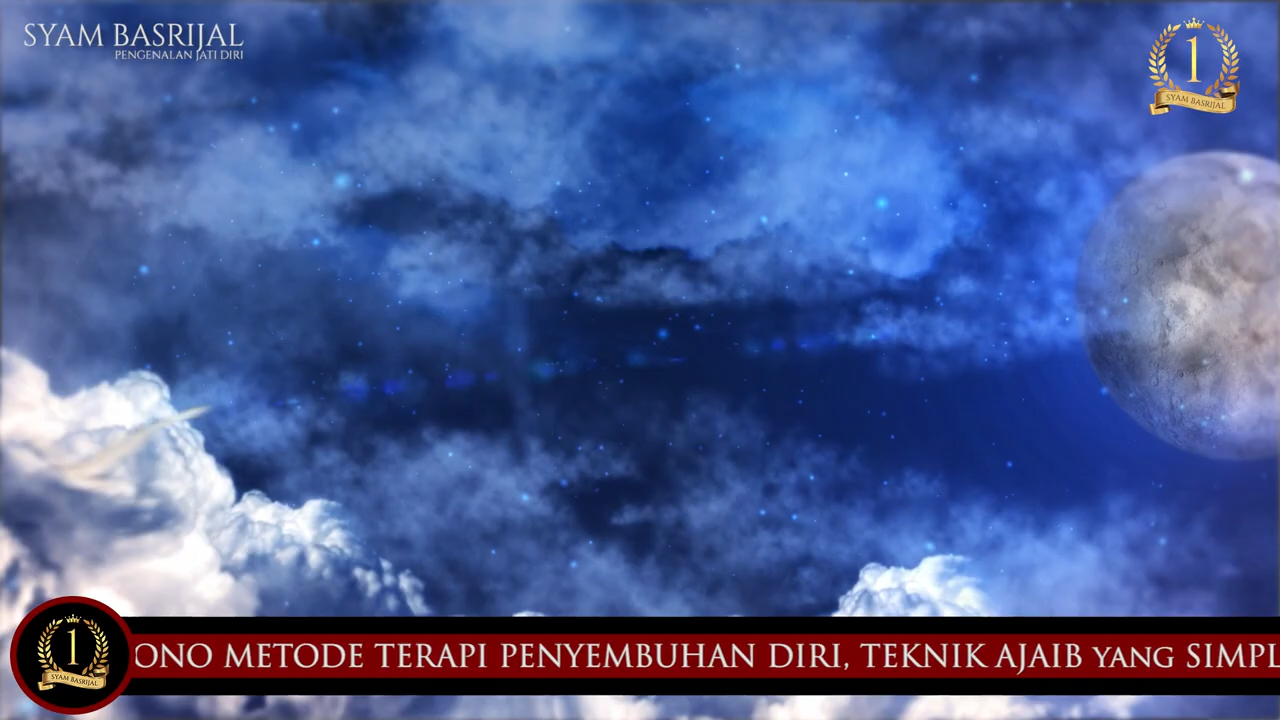 SYAM BASRIJAL
PENGENALAN JATI DIRI
1
SYAM BASRIJAL
1
SYAM BASRIJAL
ONO METODE TERAPI PENYEMBUHAN DIRI, TEKNIK AJAIB YANG SIMPL